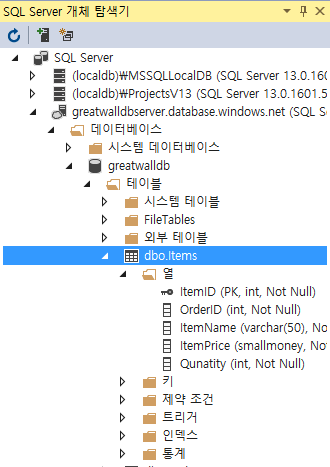 SQL Server 개체 탐색기
SQL Server
(localdb)\MSSQLLocalDB (SQL Server 13.0.160
(localdb)\ProjectsV13 (SQL Server 13.0.1601.5
greatwalldbserver.database.windows.net (SQL S
데이터베이스
시스템 데이터베이스
greatwalldb
테이블
시스템 테이블
FileTables
외부 테이블
dbo.Items
열
ItemID (PK, int, Not Null)
OrderID (int, Not Null)
ItemName (varchar(50), No
ItemPrice (smallmoney, No
Qunatity (int, Not Null)
키
제약 조건
트리거
인덱스
통계